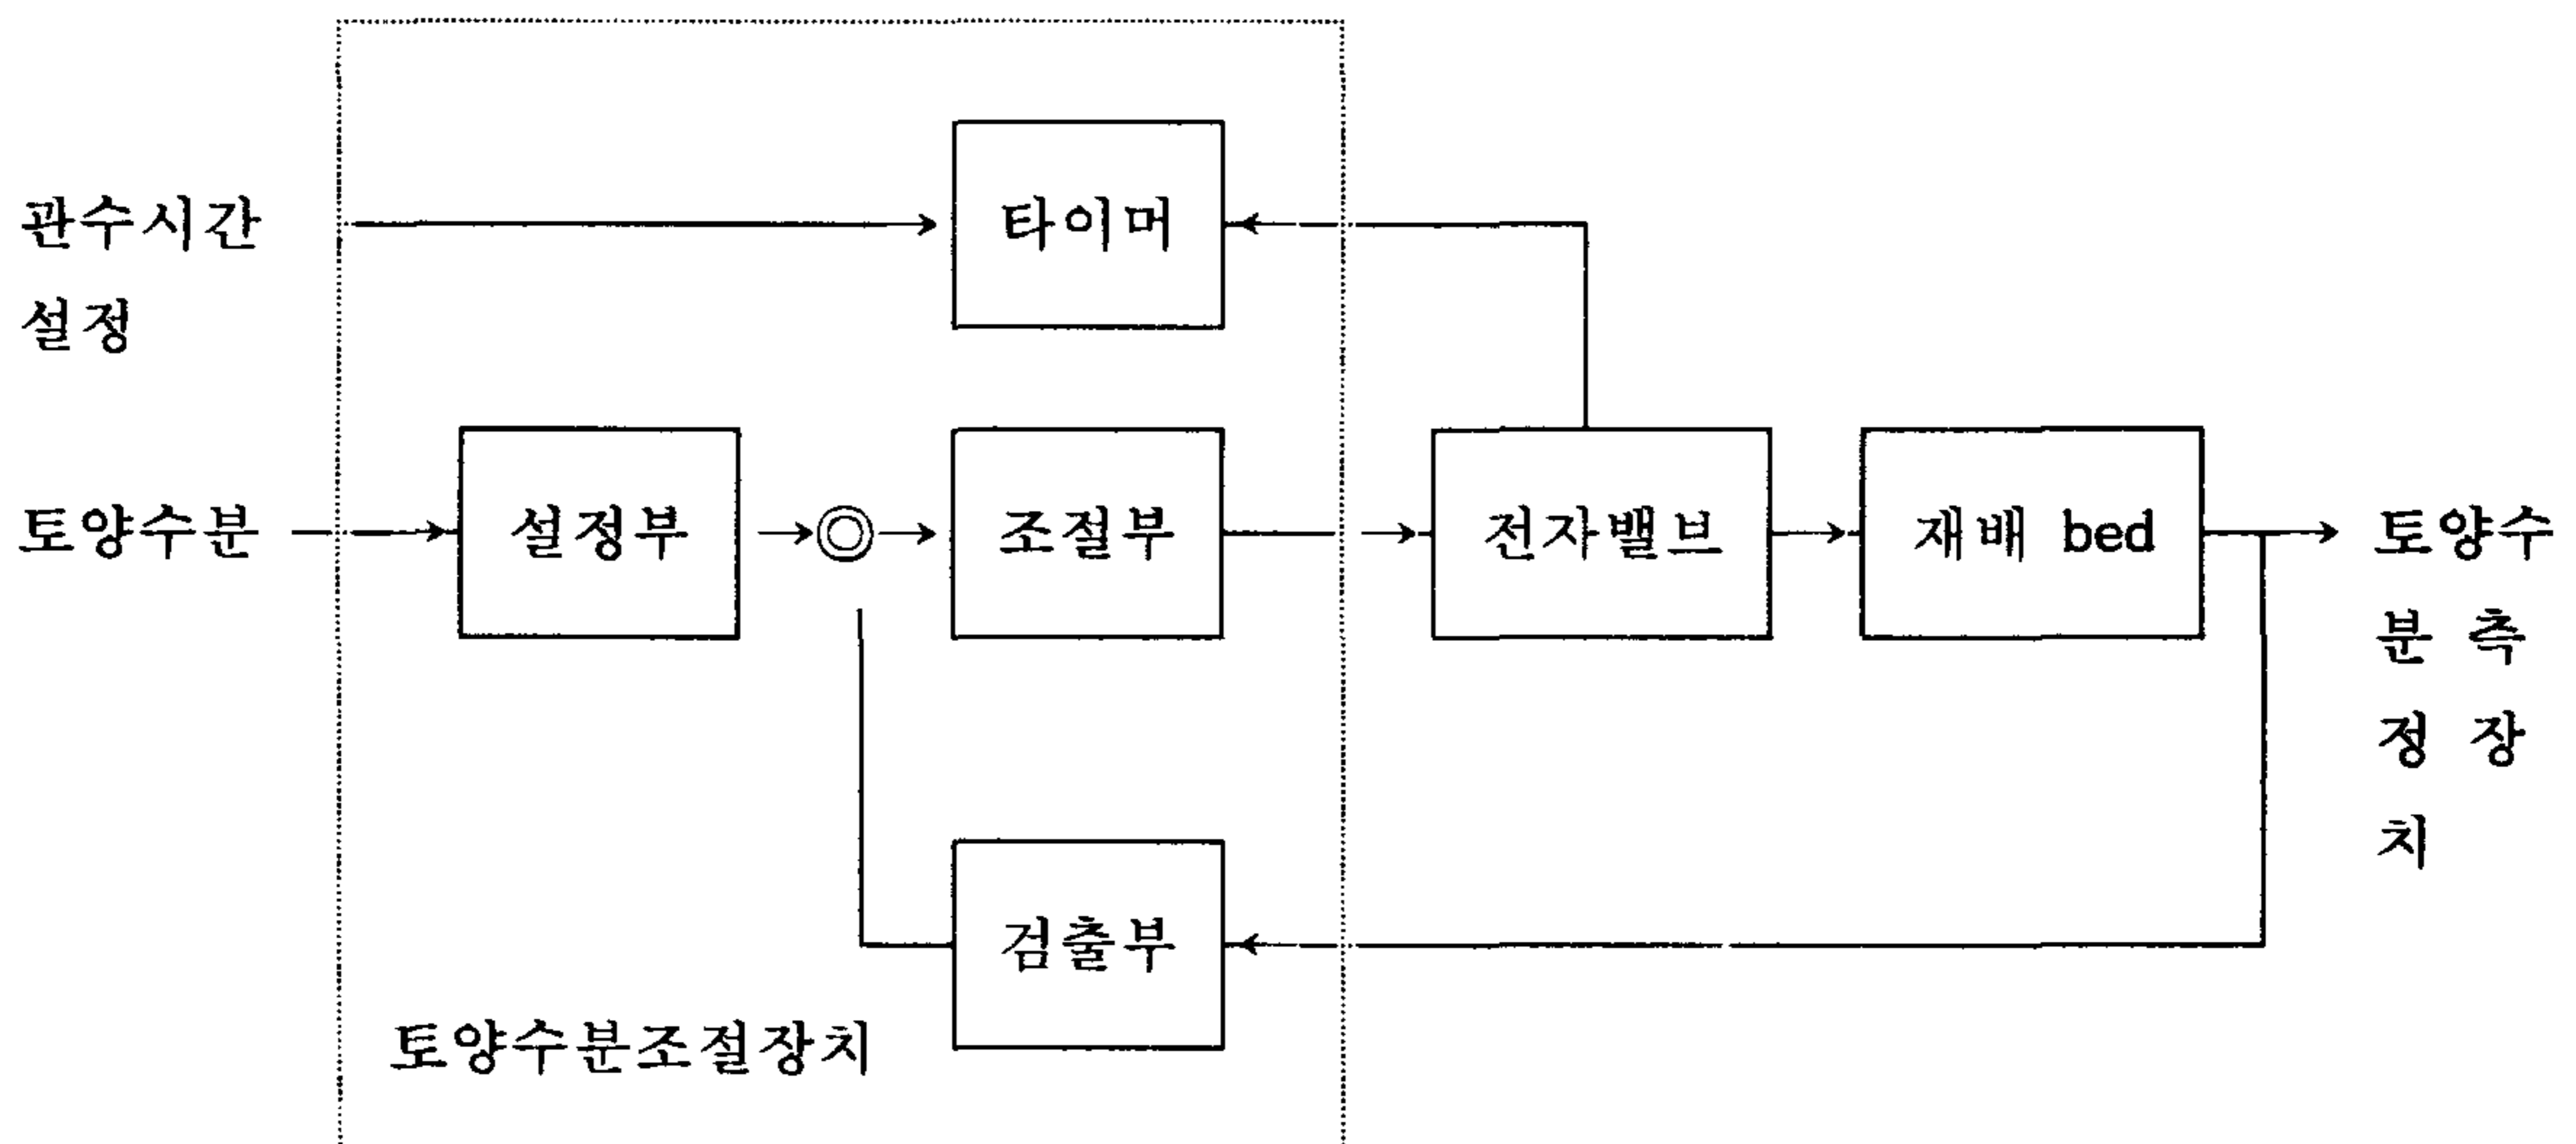 관수시간
설정
타이머
토양수분
설정부
조절부
전자밸브
재배 bed
토양수
분 측
정 장
치
검출부
토양수분조절장치